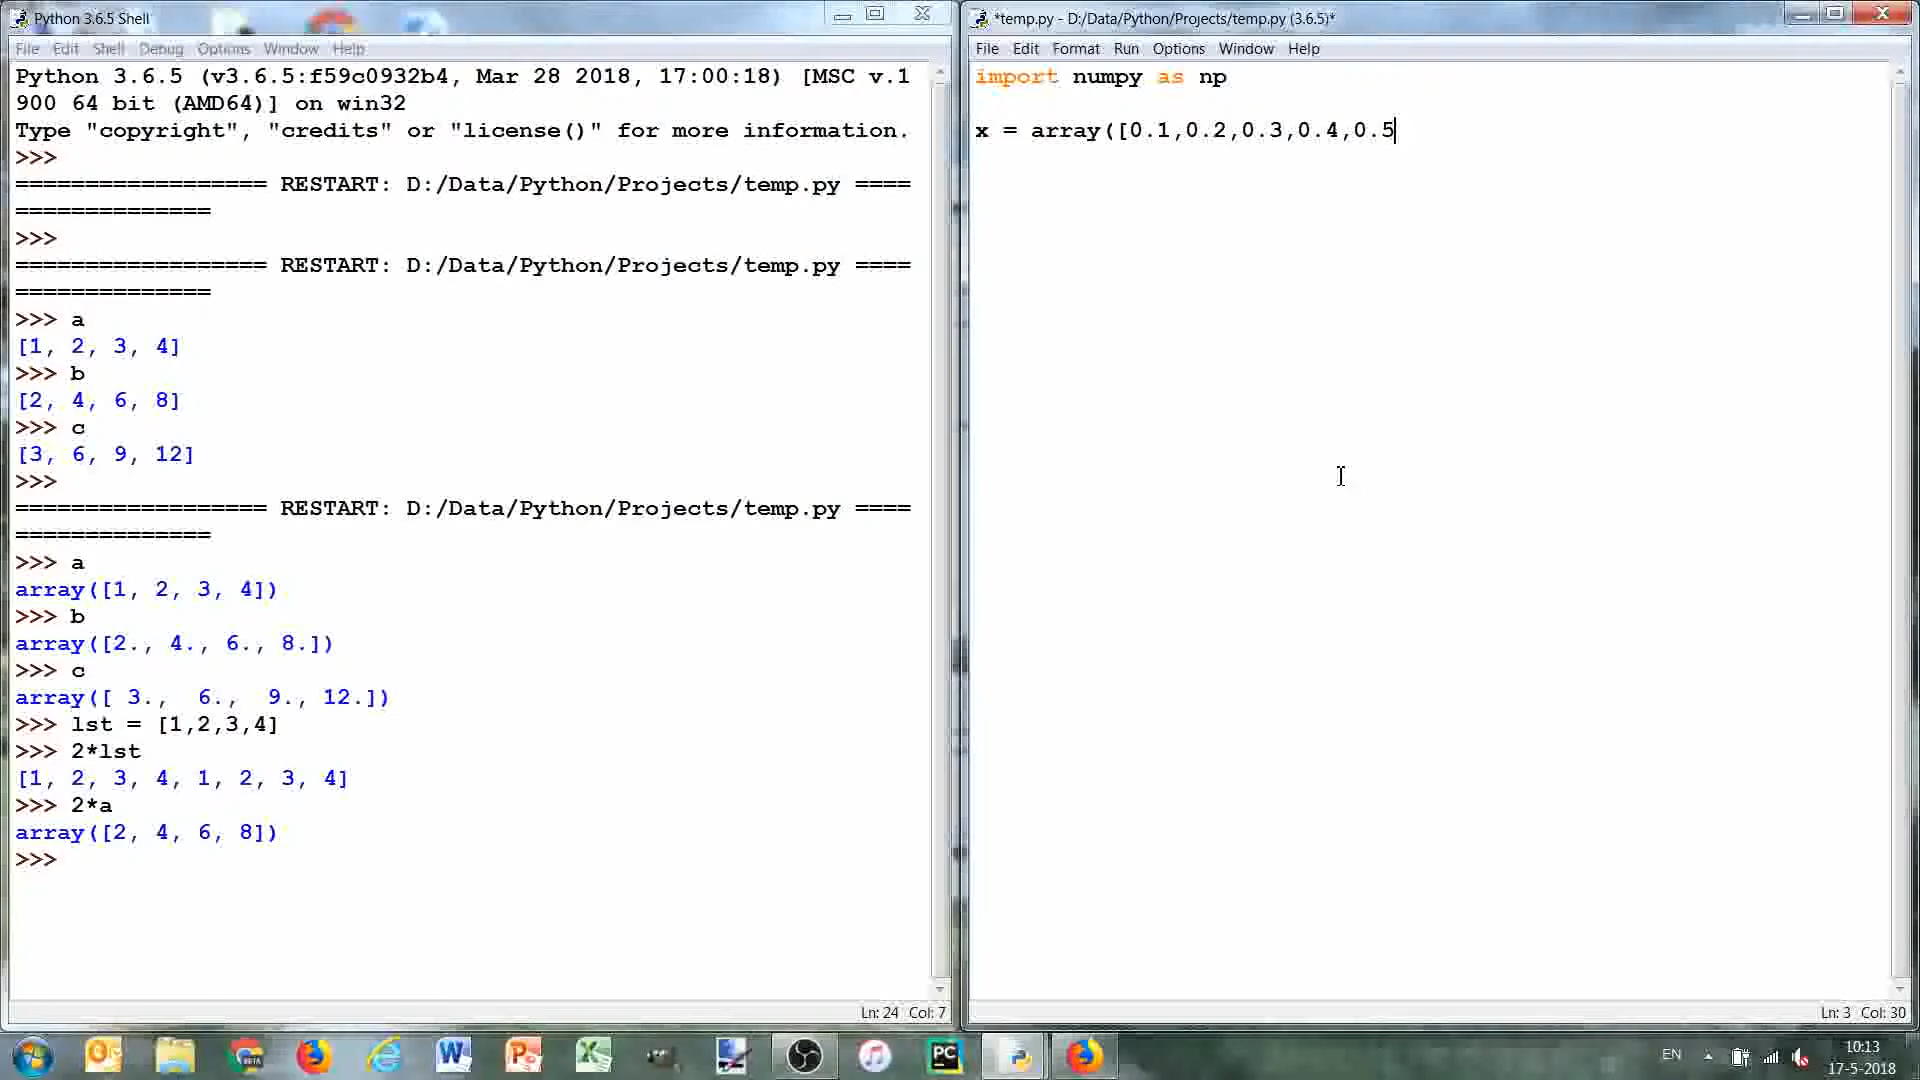 Python 3.6.5 Shell
File Edit Shell Debug Options Window Help
Python 3.6.5 (v3.6.5:f59c0932b4, Mar 28 2018, 17:00:18) [MSC v.1
900 64 bit (AMD64)] on win32
Type "copyright", "credits" or "license()" for more information.
>>>
================== RESTART: D:/Data/Python/Projects/temp.py ====
==============
>>>
================== RESTART: D:/Data/Python/Projects/temp.py ====
==============
>>> a
[1, 2, 3, 4]
>>> b
[2, 4, 6, 8]
>>> c
[3, 6, 9, 12]
>>>
================== RESTART: D:/Data/Python/Projects/temp.py ====
==============
>>> a
array([1, 2, 3, 4])
>>> b
array([2., 4., 6., 8.])
>>> c
array([ 3.,  6.,  9., 12.])
>>> lst = [1,2,3,4]
>>> 2*lst
[1, 2, 3, 4, 1, 2, 3, 4]
>>> 2*a
array([2, 4, 6, 8])
>>>
Ln: 24 Col: 7
*temp.py - D:/Data/Python/Projects/temp.py (3.6.5)*
File Edit Format Run Options Window Help
import numpy as np
x = array([0.1,0.2,0.3,0.4,0.5
Ln: 3 Col: 30
BETA
PC
EN
10:13
17-5-2018